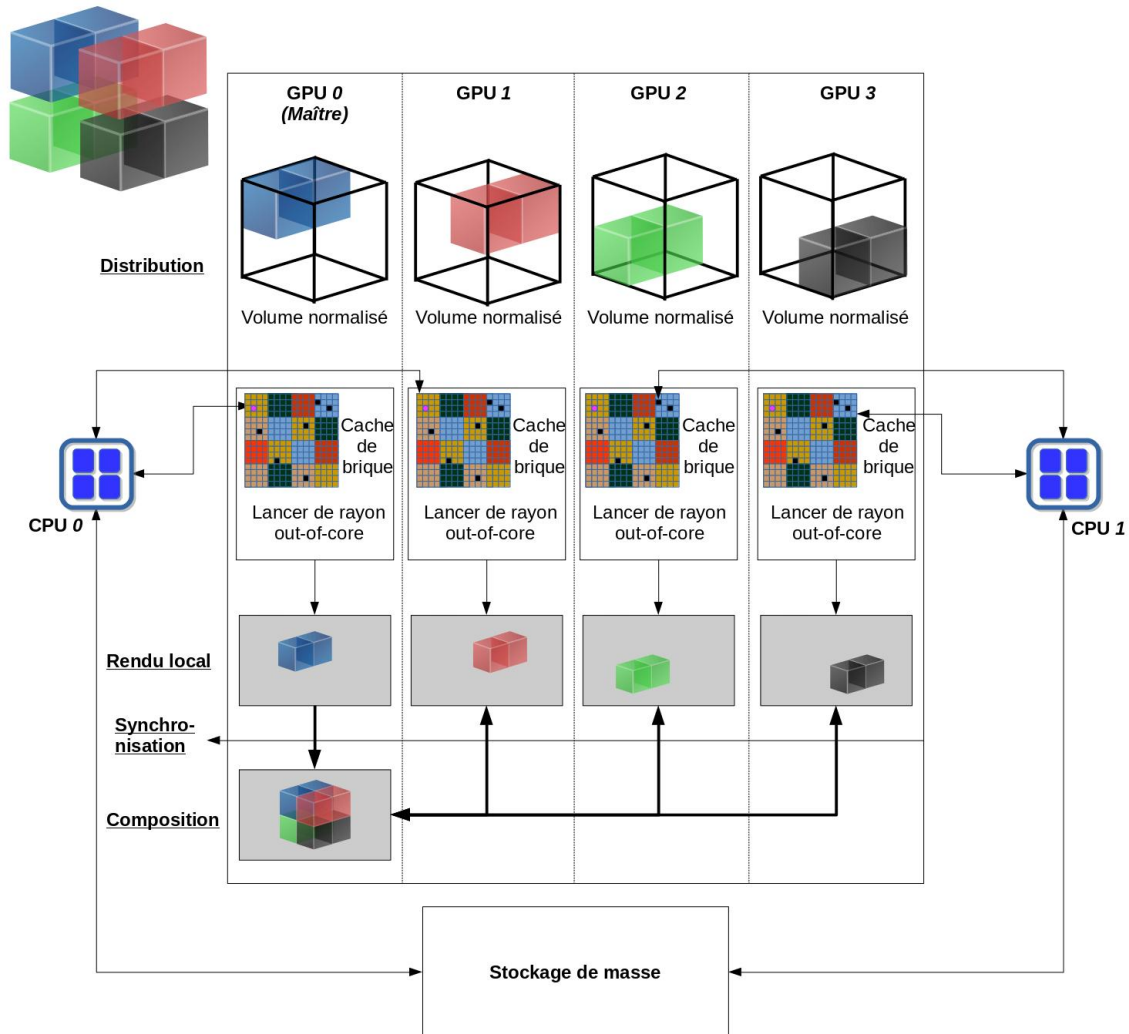 GPU 0
(Maître)
GPU 1
GPU 2
GPU 3
Distribution
Volume normalisé
Volume normalisé
Volume normalisé
Volume normalisé
Cache
de
brique
Lancer de rayon
out-of-core
Cache
de
brique
Lancer de rayon
out-of-core
Cache
de
brique
Lancer de rayon
out-of-core
Cache
de
brique
Lancer de rayon
out-of-core
CPU 0
CPU 1
Rendu local
Synchro-
nisation
Composition
Stockage de masse